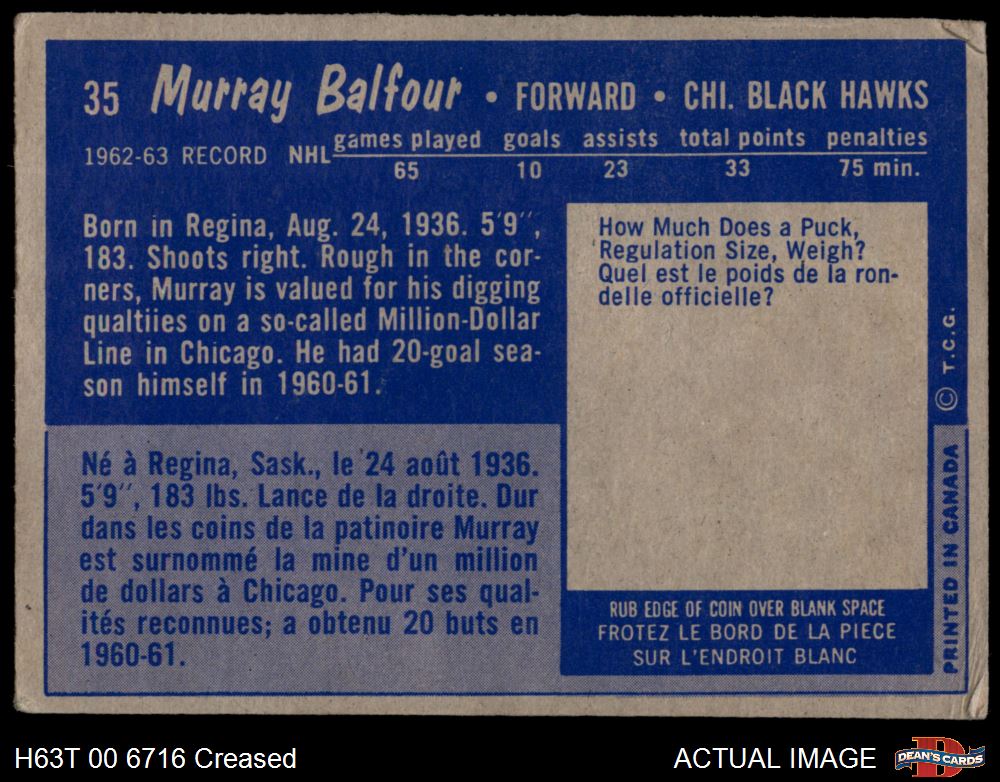 35 Murray Balfour • FORWARD • CHI. BLACK HAWKS
games played goals assists total points penalties
1962-63 RECORD NHL
65 10 23 33 75 min.
Born in Regina, Aug. 24, 1936. 5'9'',
183. Shoots right. Rough in the cor-
ners, Murray is valued for his digging
qualtiies on a so-called Million-Dollar
Line in Chicago. He had 20-goal sea-
son himself in 1960-61.
Né à Regina, Sask., le 24 août 1936.
5'9'', 183 lbs. Lance de la droite. Dur
dans les coins de la patinoire Murray
est surnommé la mine d'un million
de dollars à Chicago. Pour ses qual-
ités reconnues; a obtenu 20 buts en
1960-61.
How Much Does a Puck,
Regulation Size, Weigh?
Quel est le poids de la ron-
delle officielle?
RUB EDGE OF COIN OVER BLANK SPACE
FROTEZ LE BORD DE LA PIECE
SUR L'ENDROIT BLANC
PRINTED IN CANADA © T.C.G.
H63T 00 6716 Creased
ACTUAL IMAGE
D
DEAN'S CARDS